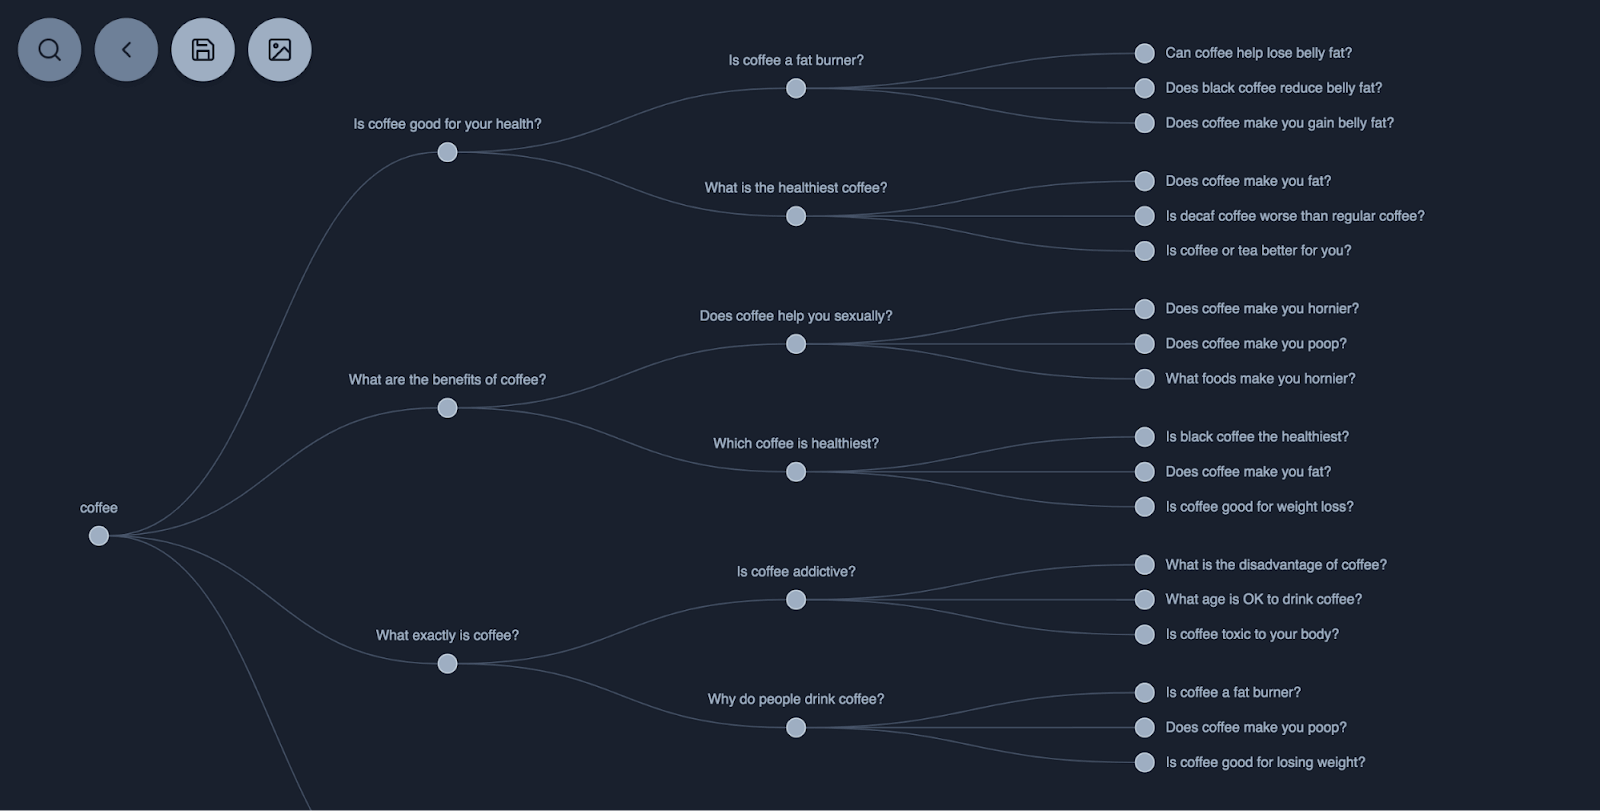 coffee
Is coffee good for your health?
Is coffee a fat burner?
Can coffee help lose belly fat?
Does black coffee reduce belly fat?
Does coffee make you gain belly fat?
What is the healthiest coffee?
Does coffee make you fat?
Is decaf coffee worse than regular coffee?
Is coffee or tea better for you?
What are the benefits of coffee?
Does coffee help you sexually?
Does coffee make you hornier?
Does coffee make you poop?
What foods make you hornier?
Which coffee is healthiest?
Is black coffee the healthiest?
Does coffee make you fat?
Is coffee good for weight loss?
What exactly is coffee?
Is coffee addictive?
What is the disadvantage of coffee?
What age is OK to drink coffee?
Is coffee toxic to your body?
Why do people drink coffee?
Is coffee a fat burner?
Does coffee make you poop?
Is coffee good for losing weight?